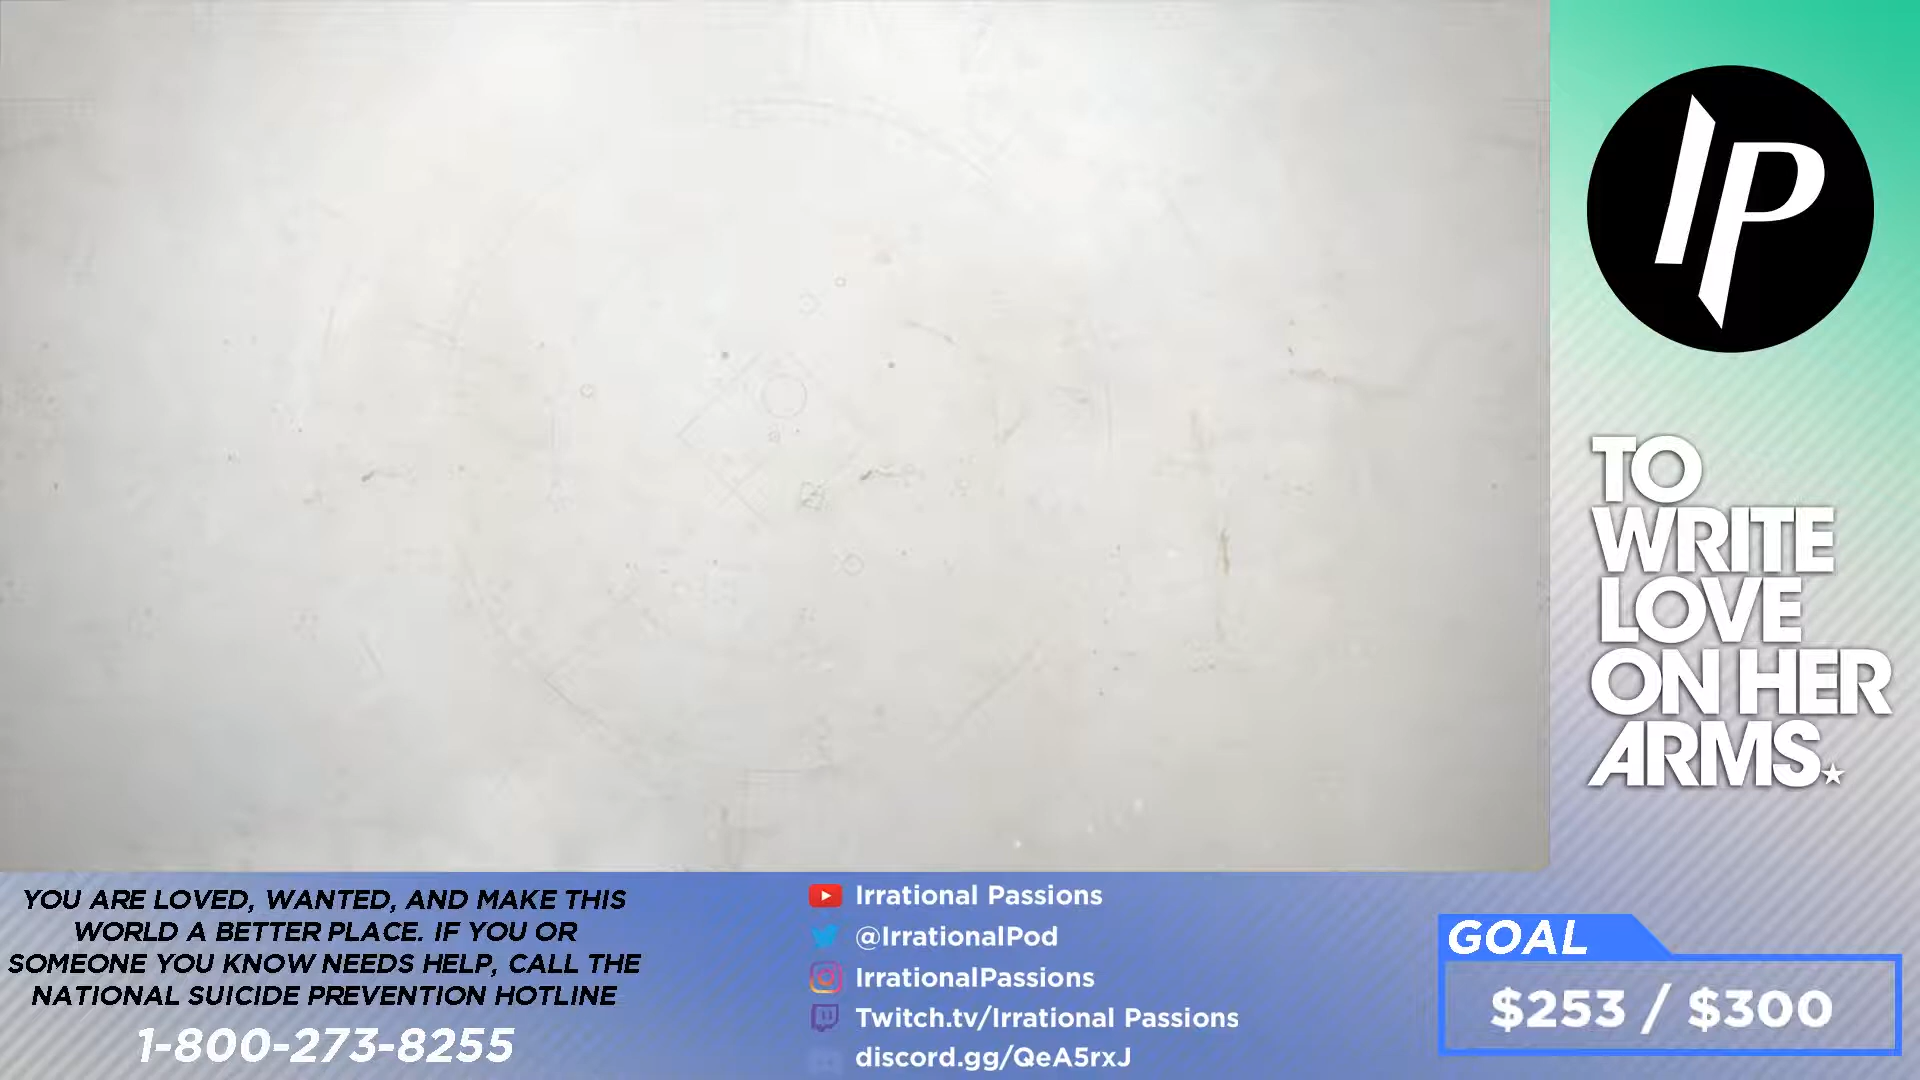 IP
TO
WRITE
LOVE
ON HER
ARMS.
YOU ARE LOVED, WANTED, AND MAKE THIS
WORLD A BETTER PLACE. IF YOU OR
SOMEONE YOU KNOW NEEDS HELP, CALL THE
NATIONAL SUICIDE PREVENTION HOTLINE
1-800-273-8255
Irrational Passions
@IrrationalPod
IrrationalPassions
Twitch.tv/Irrational Passions
discord.gg/QeA5rxJ
GOAL
$253 / $300